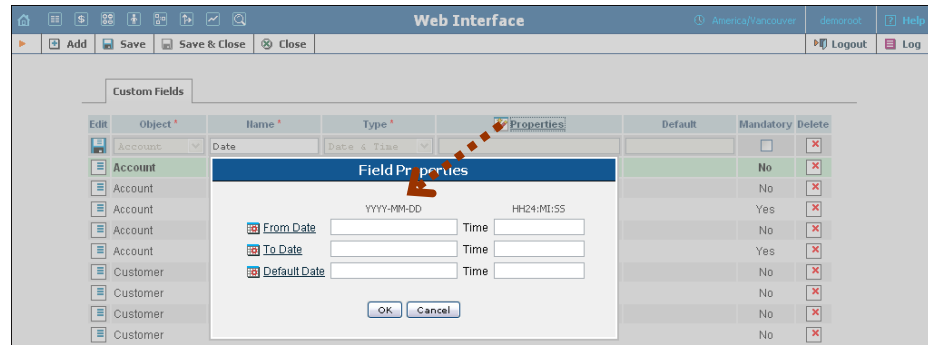 Web Interface America/Vancouver demoroot Help
Add Save Save & Close Close Logout Log
Custom Fields
Edit Object * Name * Type * Properties Default Mandatory Delete
Account Date Date & Time
Account No
Account No
Account Yes
Account No
Account Yes
Customer No
Customer No
Customer No
Customer No
Field Properties
YYYY-MM-DD HH24:MI:SS
From Date Time
To Date Time
Default Date Time
OK Cancel